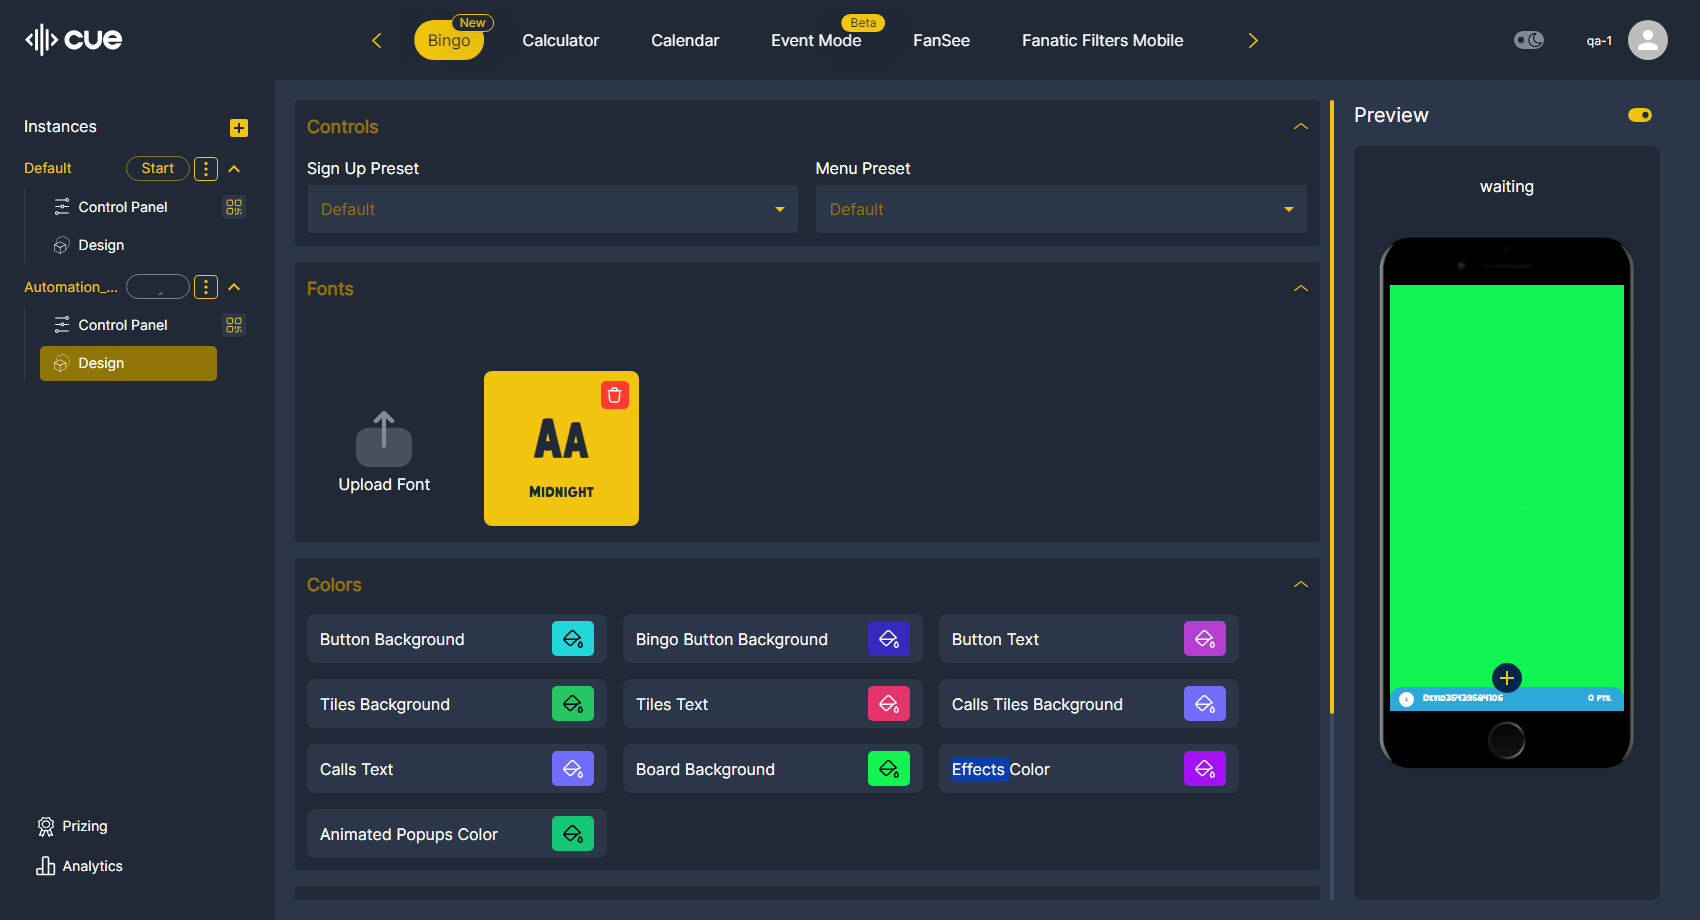 cue
New
Bingo
Calculator
Calendar
Event Mode
Beta
FanSee
Fanatic Filters Mobile
qa-1
Instances
Default
Start
Control Panel
Design
Automation_...
Control Panel
Design
Prizing
Analytics
Controls
Sign Up Preset
Default
Menu Preset
Default
Fonts
Upload Font
AA
MIDNIGHT
Colors
Button Background
Bingo Button Background
Button Text
Tiles Background
Tiles Text
Calls Tiles Background
Calls Text
Board Background
Effects Color
Animated Popups Color
Preview
waiting
0 PTS.